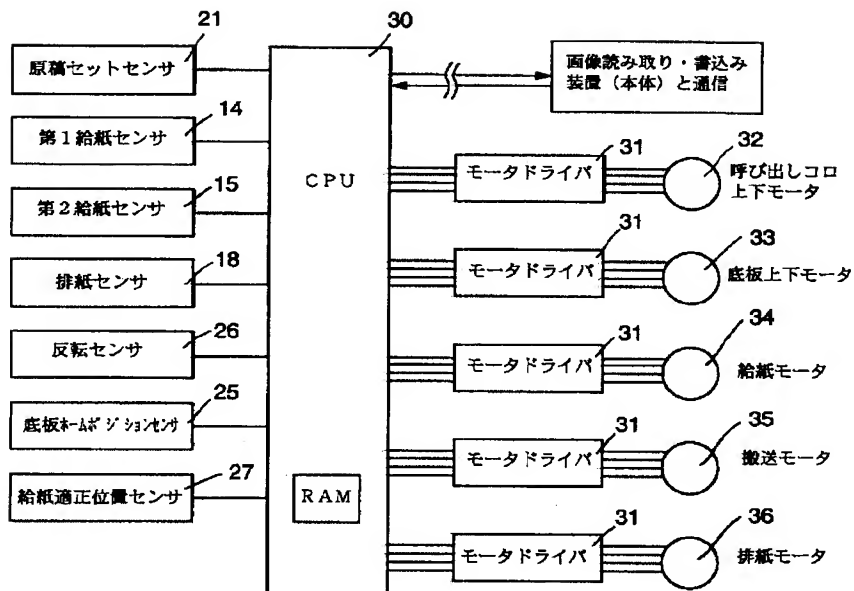 21
原稿セットセンサ
14
第1給紙センサ
15
第2給紙センサ
18
排紙センサ
26
反転センサ
25
底板ホームポジションセンサ
27
給紙適正位置センサ
30
CPU
RAM
画像読み取り・書込み
装置(本体)と通信
31
モータドライバ
32
呼び出しコロ
上下モータ
31
モータドライバ
33
底板上下モータ
31
モータドライバ
34
給紙モータ
31
モータドライバ
35
搬送モータ
31
モータドライバ
36
排紙モータ